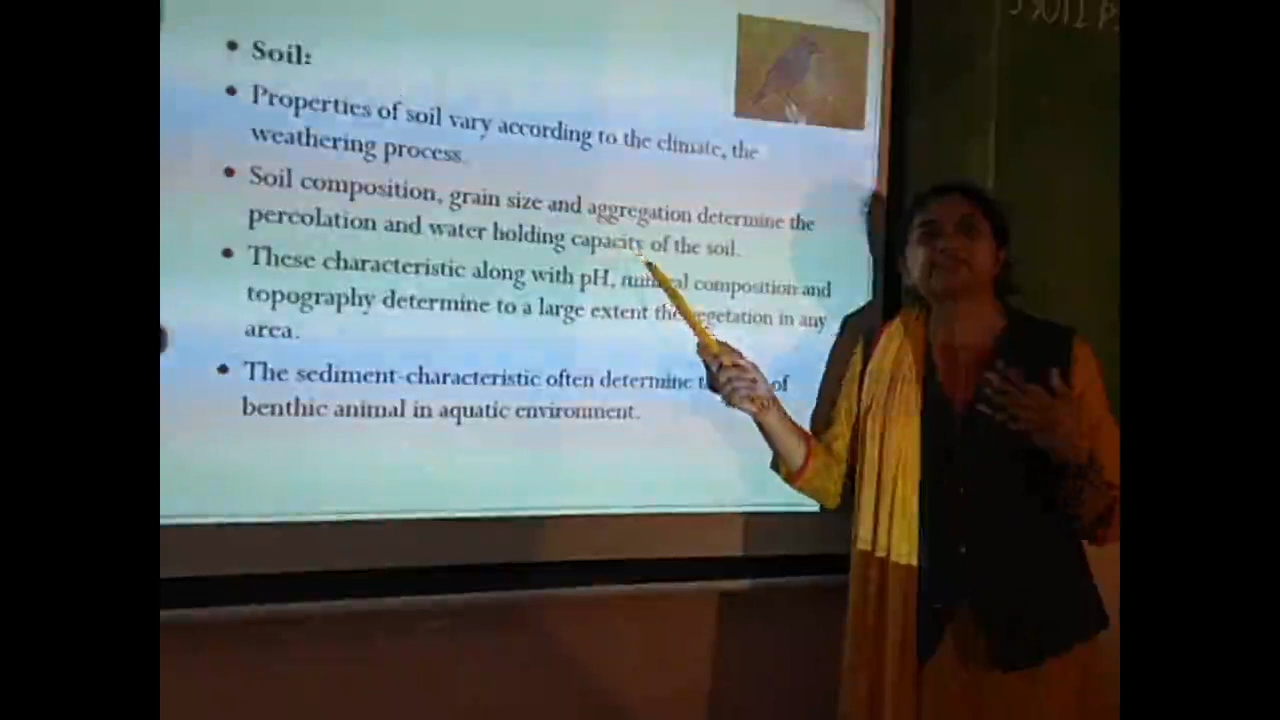 • Soil:
• Properties of soil vary according to the climate, the
weathering process.
• Soil composition, grain size and aggregation determine the
percolation and water holding capacity of the soil.
• These characteristic along with pH, mineral composition and
topography determine to a large extent the vegetation in any
area.
• The sediment-characteristic often determine of
benthic animal in aquatic environment.